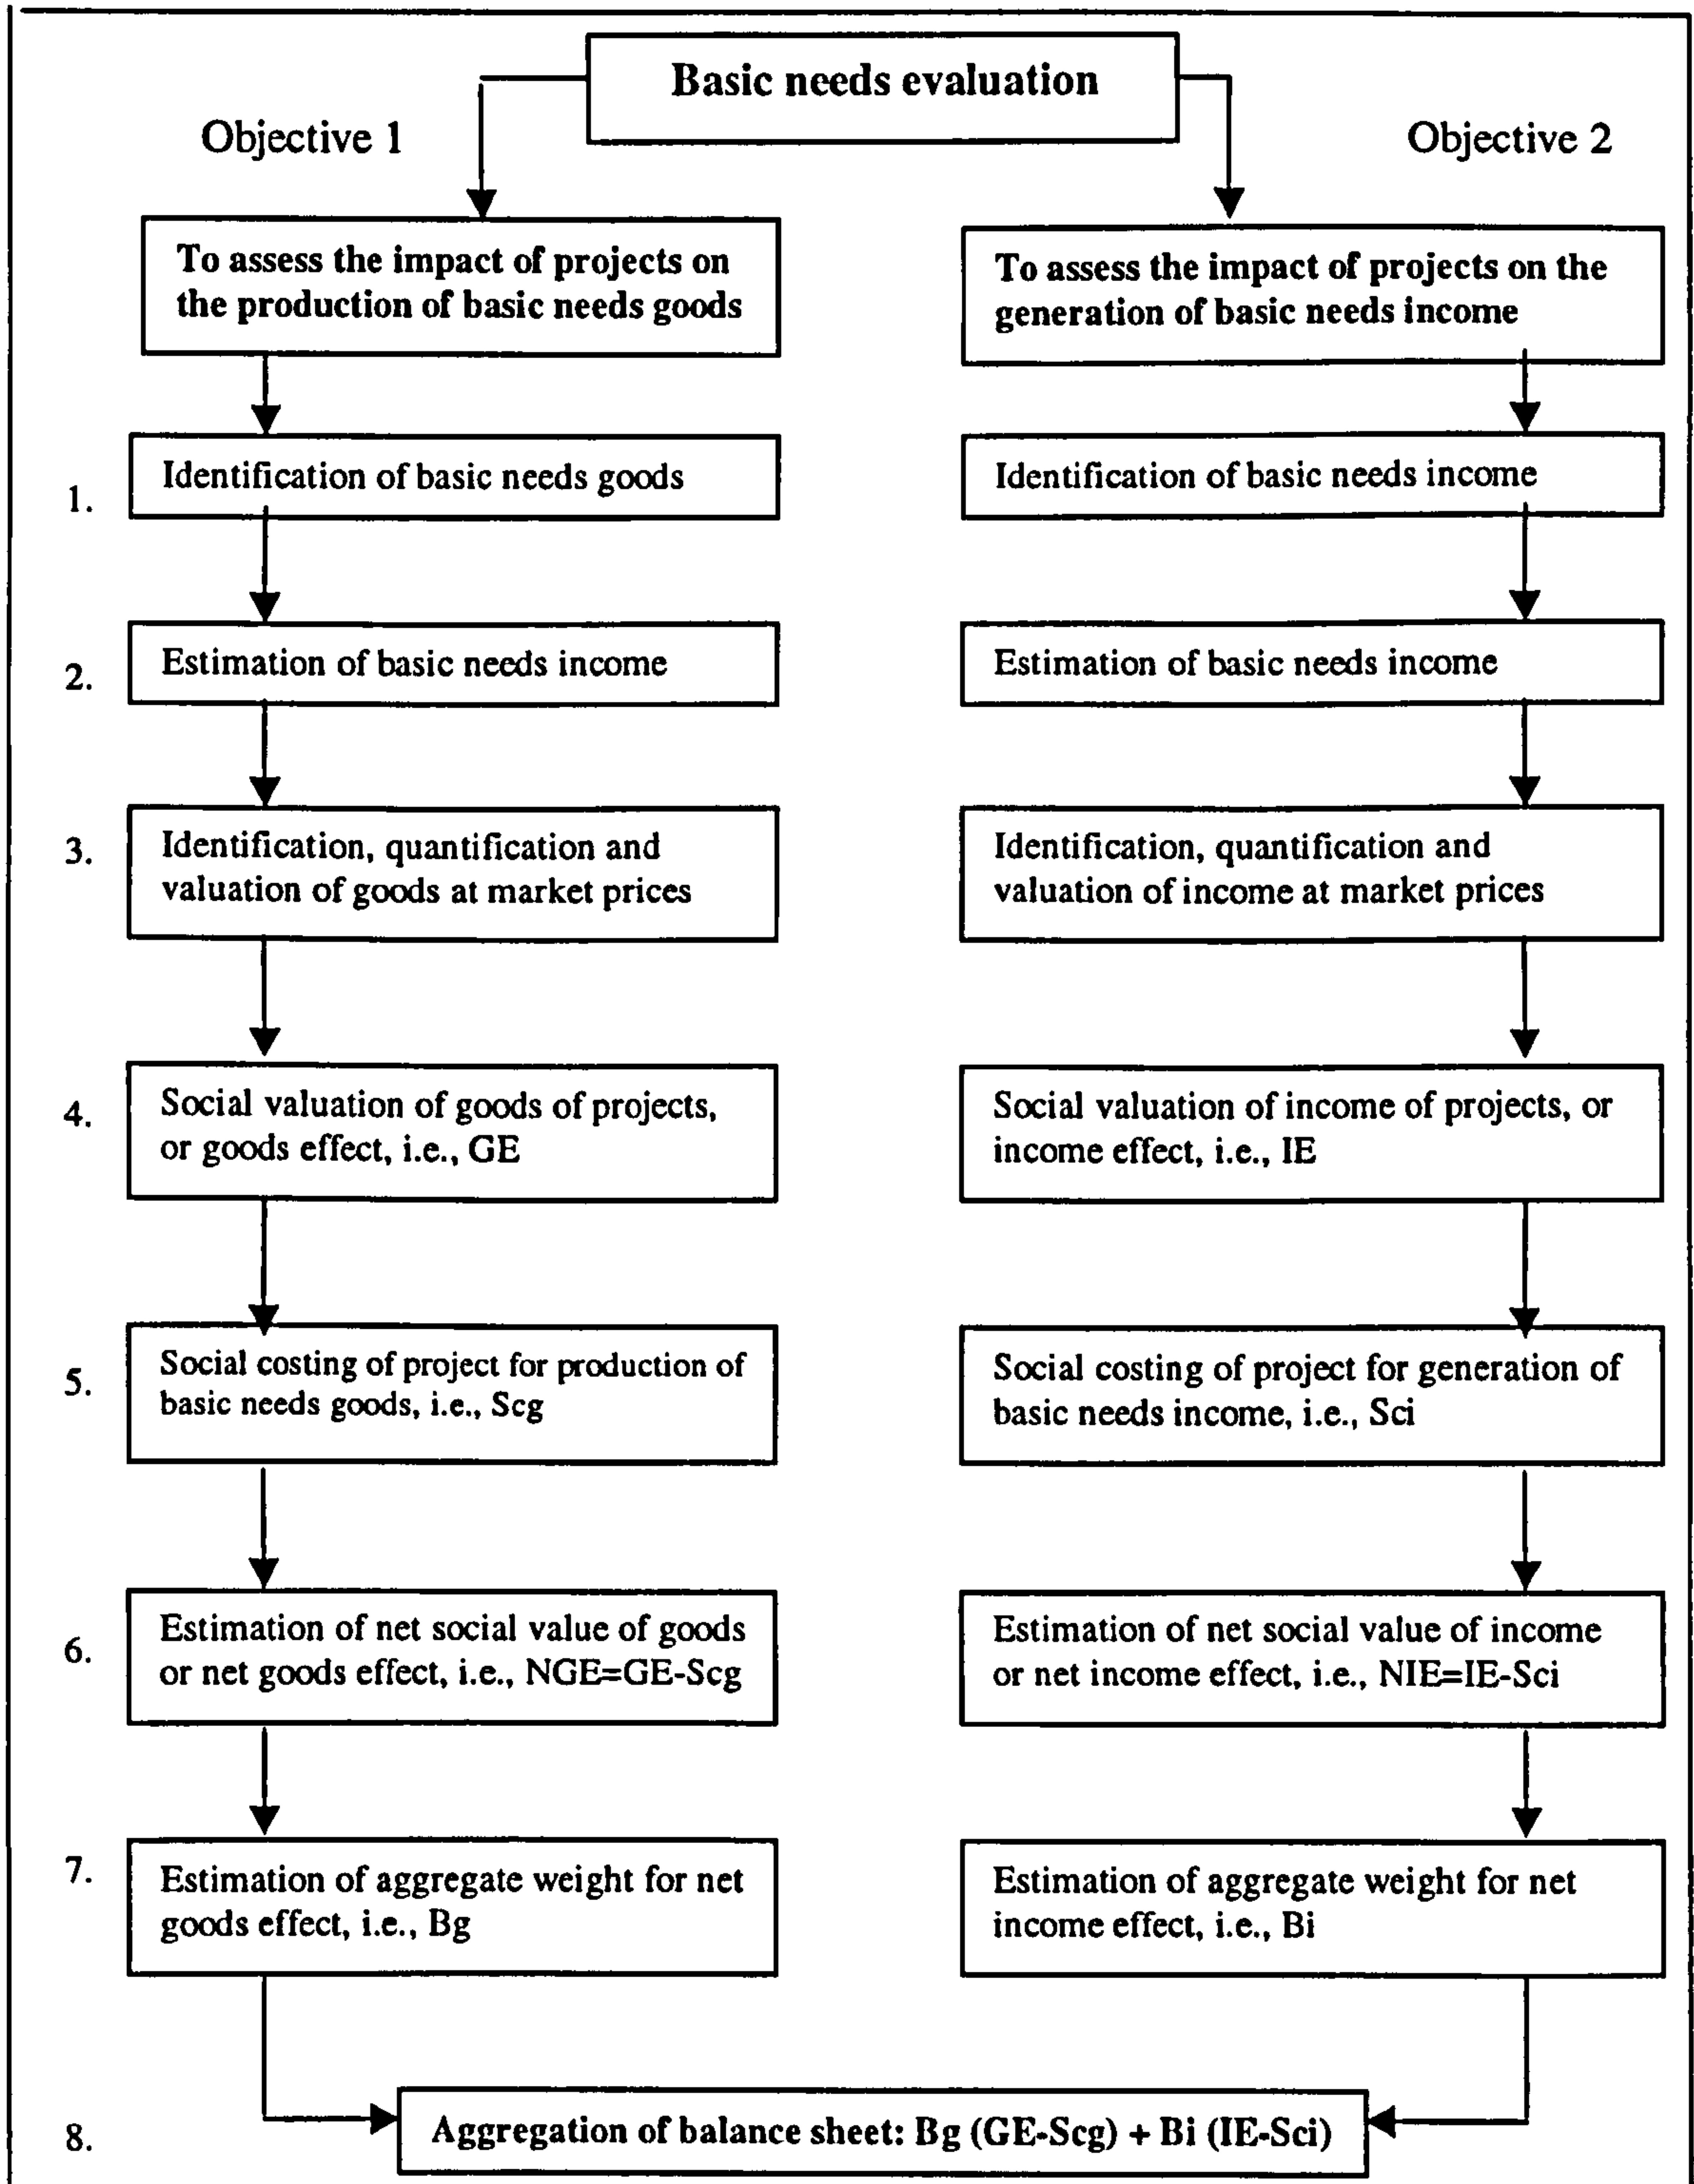 Basic needs evaluation
Objective 1
Objective 2
To assess the impact of projects on
the production of basic needs goods
To assess the impact of projects on the
generation of basic needs income
1.
Identification of basic needs goods
Identification of basic needs income
2.
Estimation of basic needs income
Estimation of basic needs income
3.
Identification, quantification and
valuation of goods at market prices
Identification, quantification and
valuation of income at market prices
4.
Social valuation of goods of projects,
or goods effect, i.e., GE
Social valuation of income of projects, or
income effect, i.e., IE
5.
Social costing of project for production of
basic needs goods, i.e., Scg
Social costing of project for generation of
basic needs income, i.e., Sci
6.
Estimation of net social value of goods
or net goods effect, i.e., NGE=GE-Scg
Estimation of net social value of income
or net income effect, i.e., NIE=IE-Sci
7.
Estimation of aggregate weight for net
goods effect, i.e., Bg
Estimation of aggregate weight for net
income effect, i.e., Bi
8.
Aggregation of balance sheet: Bg (GE-Scg) + Bi (IE-Sci)